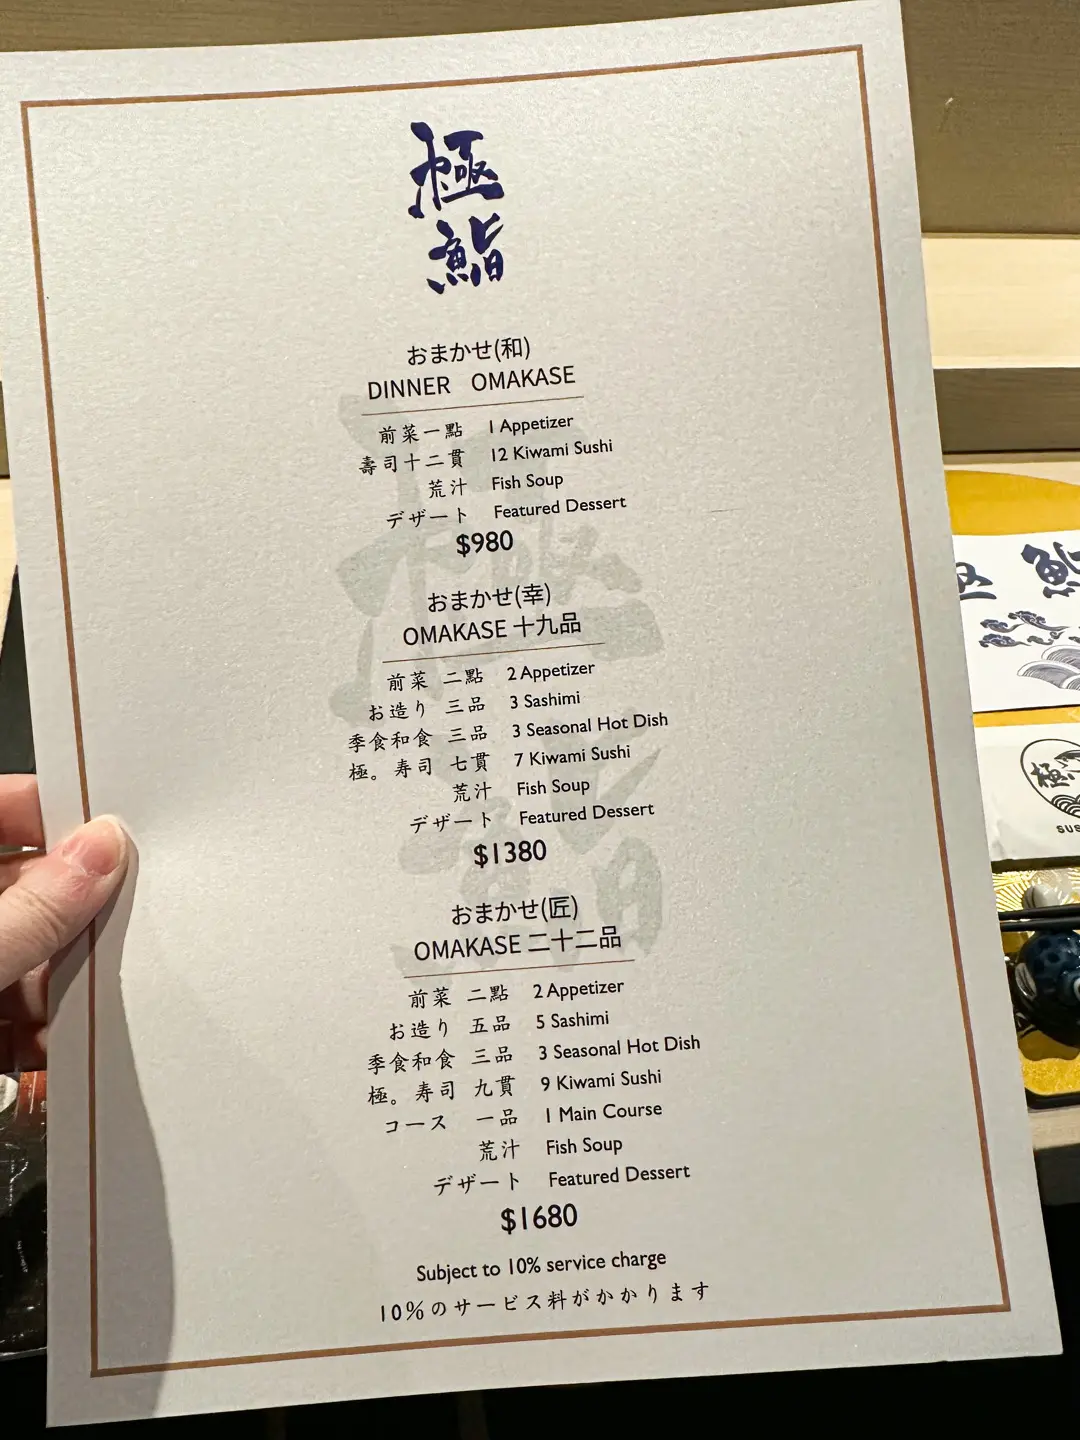 極
鮨
おまかせ(和)
DINNER OMAKASE
前菜一點 1 Appetizer
壽司十二貫 12 Kiwami Sushi
荒汁 Fish Soup
デザート Featured Dessert
$980
おまかせ(幸)
OMAKASE 十九品
前菜 二點 2 Appetizer
お造り 三品 3 Sashimi
季食和食 三品 3 Seasonal Hot Dish
極。寿司 七貫 7 Kiwami Sushi
荒汁 Fish Soup
デザート Featured Dessert
$1380
おまかせ(匠)
OMAKASE 二十二品
前菜 二點 2 Appetizer
お造り 五品 5 Sashimi
季食和食 三品 3 Seasonal Hot Dish
極。寿司 九貫 9 Kiwami Sushi
コース 一品 1 Main Course
荒汁 Fish Soup
デザート Featured Dessert
$1680
Subject to 10% service charge
10%のサービス料がかかります
極